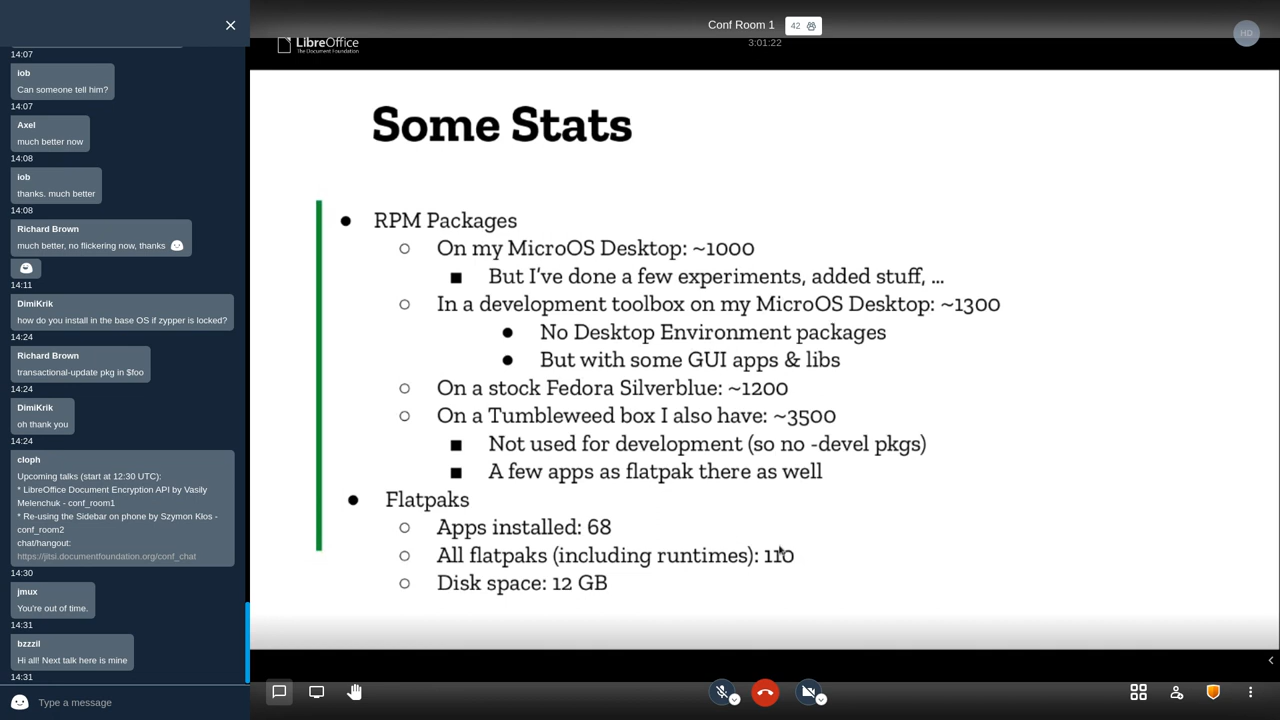 14:07
iob
Can someone tell him?
14:07
Axel
much better now
14:08
iob
thanks. much better
14:08
Richard Brown
much better, no flickering now, thanks
14:11
DimiKrik
how do you install in the base OS if zypper is locked?
14:24
Richard Brown
transactional-update pkg in $foo
14:24
DimiKrik
oh thank you
14:24
cloph
Upcoming talks (start at 12:30 UTC):
* LibreOffice Document Encryption API by Vasily
Melenchuk - conf_room1
* Re-using the Sidebar on phone by Szymon Kłos -
conf_room2
chat/hangout:
https://jitsi.documentfoundation.org/conf_chat
14:30
jmux
You're out of time.
14:31
bzzzil
Hi all! Next talk here is mine
14:31
Type a message
Conf Room 1
42
3:01:22
HD
LibreOffice
The Document Foundation
Some Stats
● RPM Packages
○ On my MicroOS Desktop: ~1000
■ But I've done a few experiments, added stuff, ...
○ In a development toolbox on my MicroOS Desktop: ~1300
● No Desktop Environment packages
● But with some GUI apps & libs
○ On a stock Fedora Silverblue: ~1200
○ On a Tumbleweed box I also have: ~3500
■ Not used for development (so no -devel pkgs)
■ A few apps as flatpak there as well
● Flatpaks
○ Apps installed: 68
○ All flatpaks (including runtimes): 110
○ Disk space: 12 GB